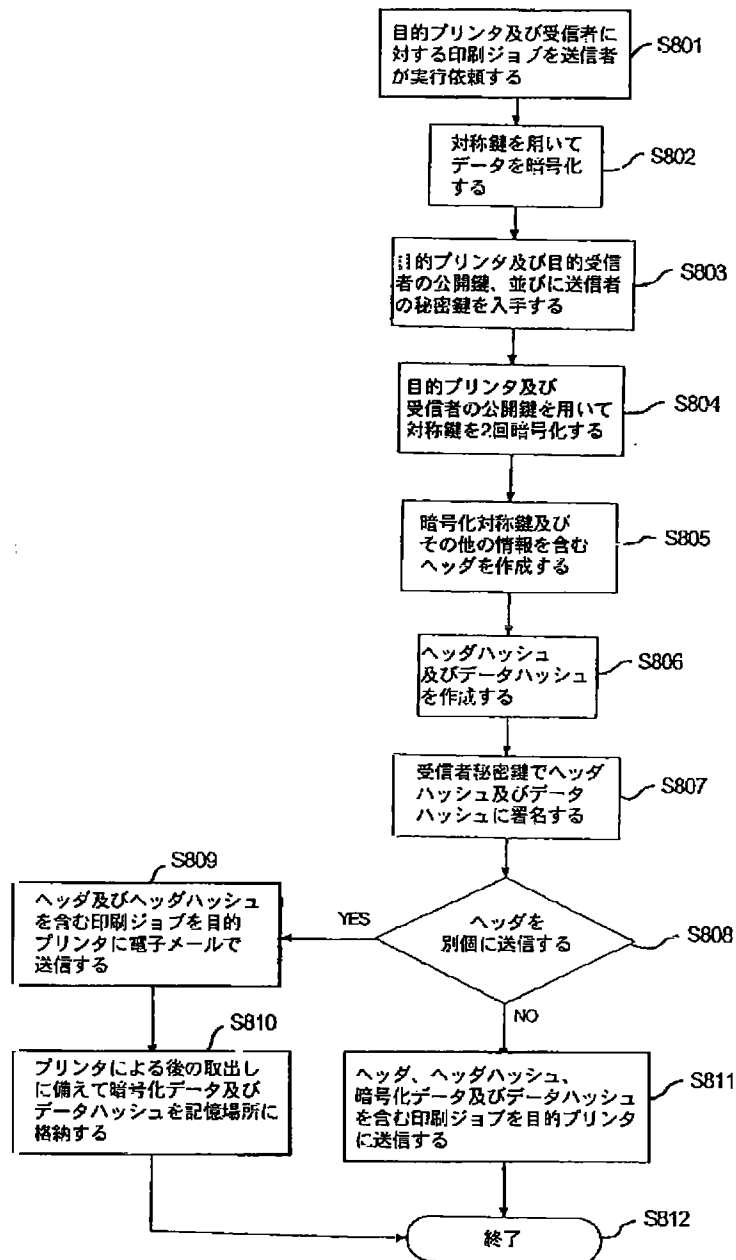 目的プリンタ及び受信者に
対する印刷ジョブを送信者
が実行依頼する
S801
対称鍵を用いて
データを暗号化
する
S802
目的プリンタ及び目的受信
者の公開鍵、並びに送信者
の秘密鍵を入手する
S803
目的プリンタ及び
受信者の公開鍵を用いて
対称鍵を2回暗号化する
S804
暗号化対称鍵及び
その他の情報を含む
ヘッダを作成する
S805
ヘッダハッシュ
及びデータハッシュ
を作成する
S806
受信者秘密鍵でヘッダ
ハッシュ及びデータ
ハッシュに署名する
S807
ヘッダを
別個に送信する
S808
YES
NO
S809
ヘッダ及びヘッダハッシュ
を含む印刷ジョブを目的
プリンタに電子メールで
送信する
S810
プリンタによる後の取出し
に備えて暗号化データ及び
データハッシュを記憶場所に
格納する
ヘッダ、ヘッダハッシュ、
暗号化データ及びデータハッシュ
を含む印刷ジョブを目的プリンタ
に送信する
S811
終了
S812